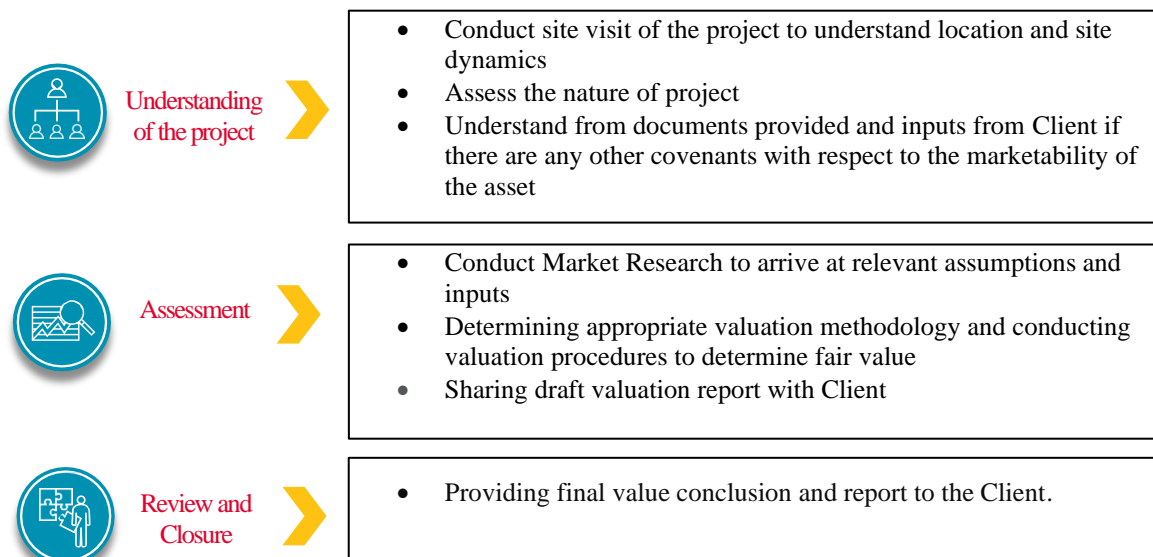 Understanding
of the project
• Conduct site visit of the project to understand location and site
dynamics
• Assess the nature of project
• Understand from documents provided and inputs from Client if
there are any other covenants with respect to the marketability of
the asset
Assessment
• Conduct Market Research to arrive at relevant assumptions and
inputs
• Determining appropriate valuation methodology and conducting
valuation procedures to determine fair value
• Sharing draft valuation report with Client
Review and
Closure
• Providing final value conclusion and report to the Client.